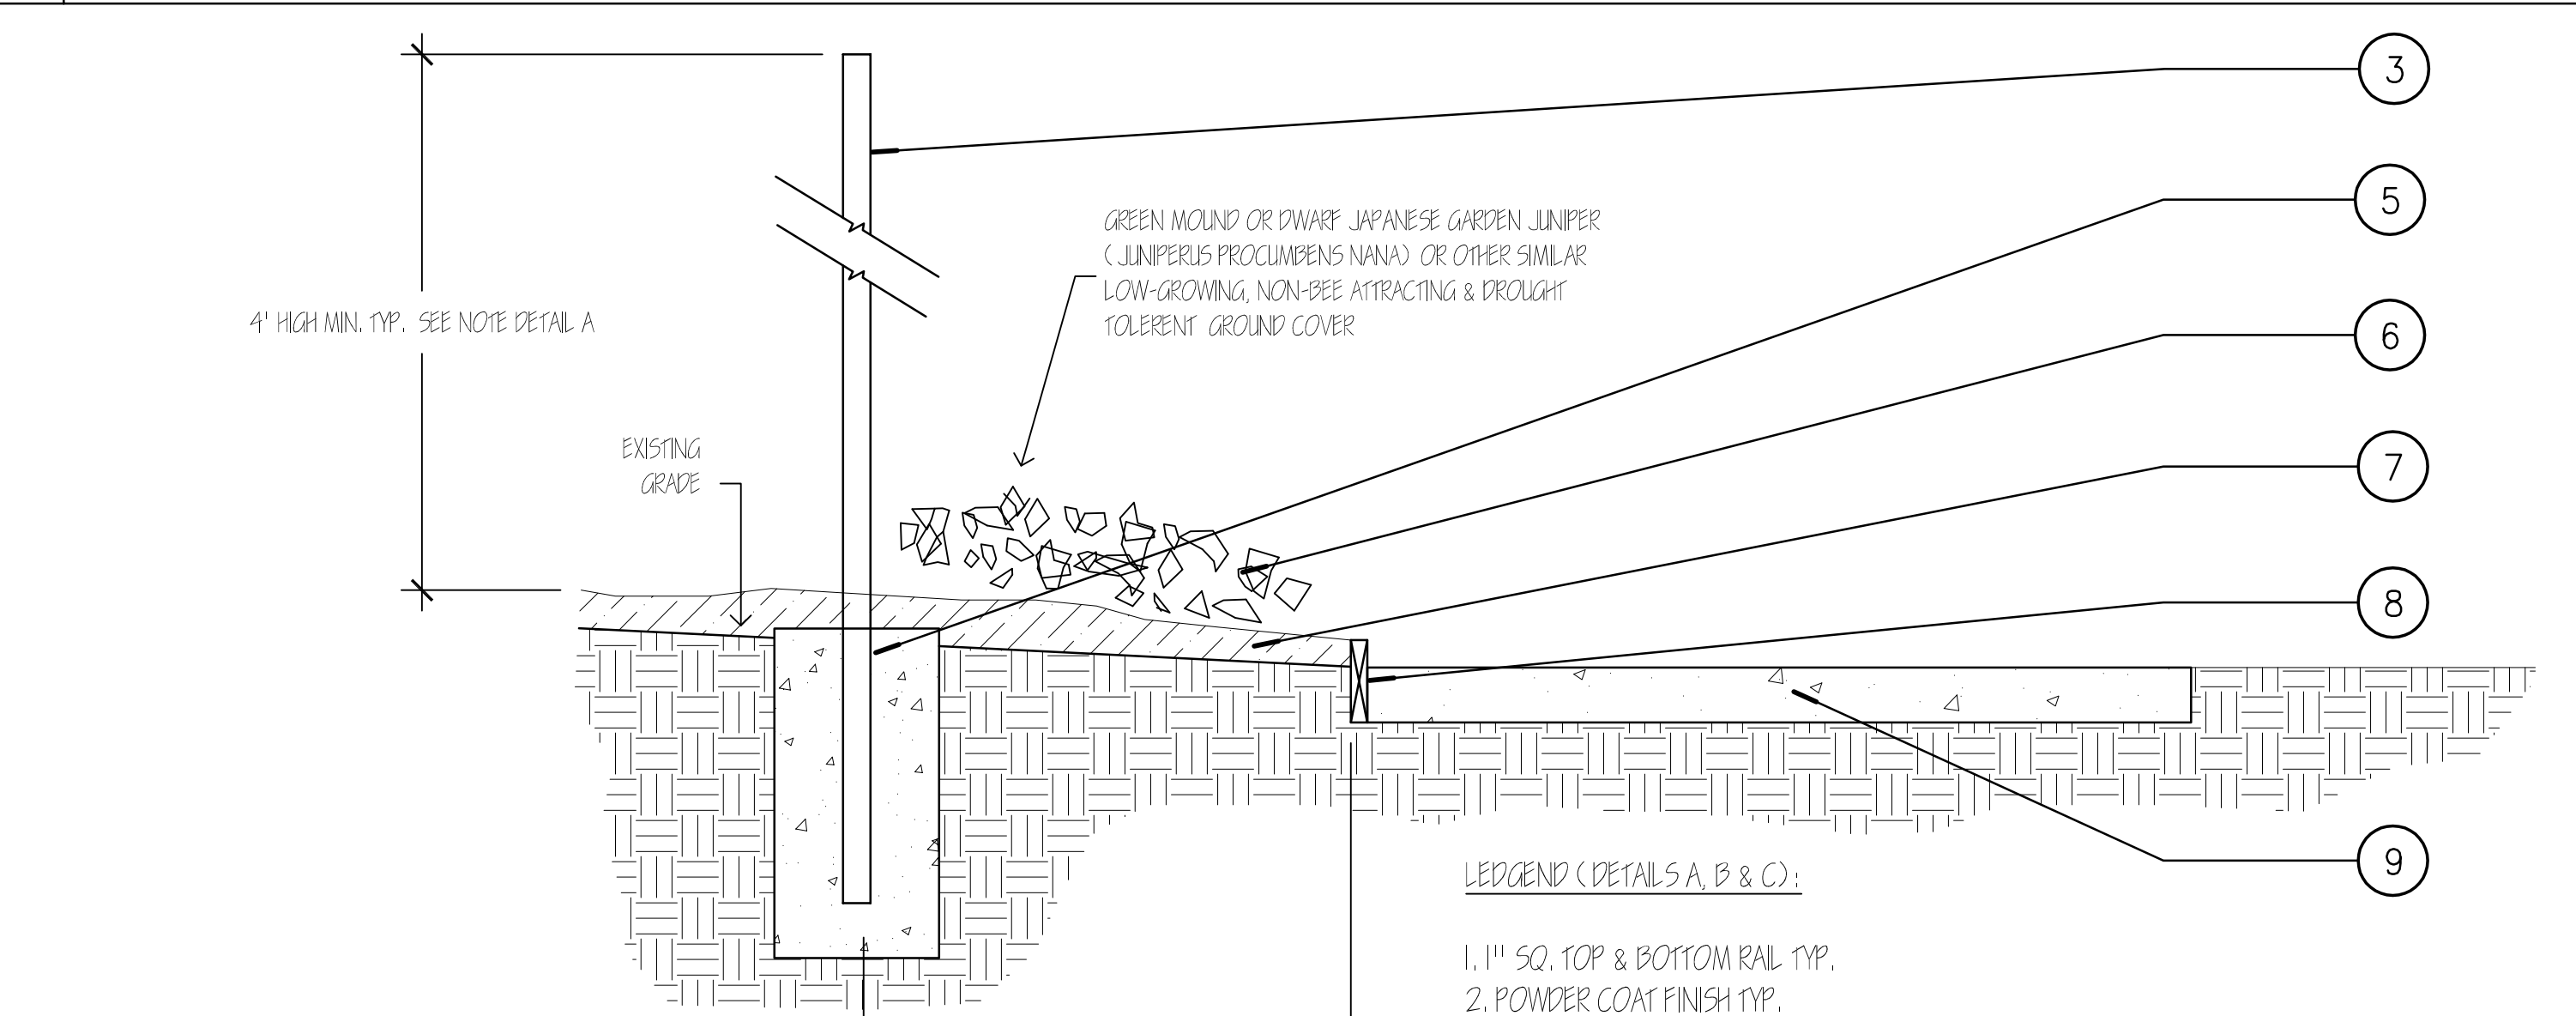 3
5
GREEN MOUND OR DWARF JAPANESE GARDEN JUNIPER
( JUNIPERUS PROCUMBENS NANA) OR OTHER SIMILAR
LOW-GROWING, NON-BEE ATTRACTING & DROUGHT
TOLERENT GROUND COVER
4' HIGH MIN. TYP. SEE NOTE DETAIL A
6
EXISTING
GRADE
7
8
9
LEDGEND ( DETAILS A, B & C) :
1. 1" SQ. TOP & BOTTOM RAIL TYP.
2. POWDER COAT FINISH TYP.